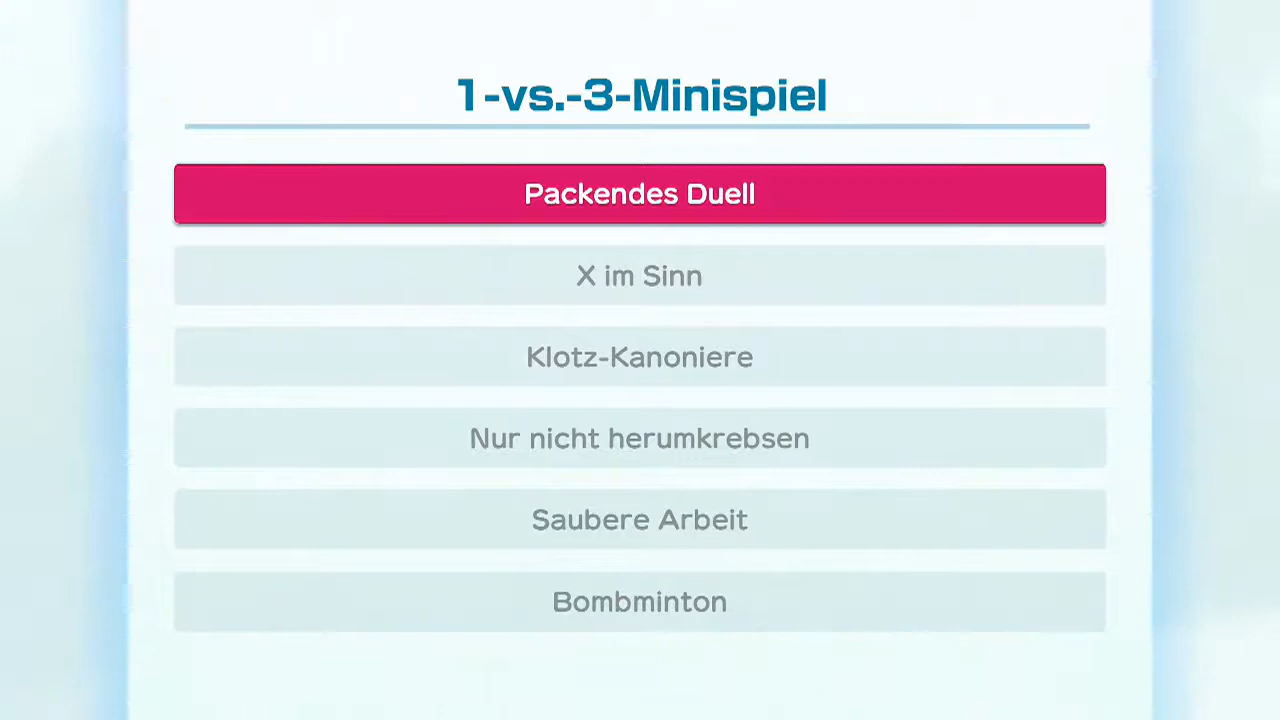 1-vs.-3-Minispiel
Packendes Duell
X im Sinn
Klotz-Kanoniere
Nur nicht herumkrebsen
Saubere Arbeit
Bombminton